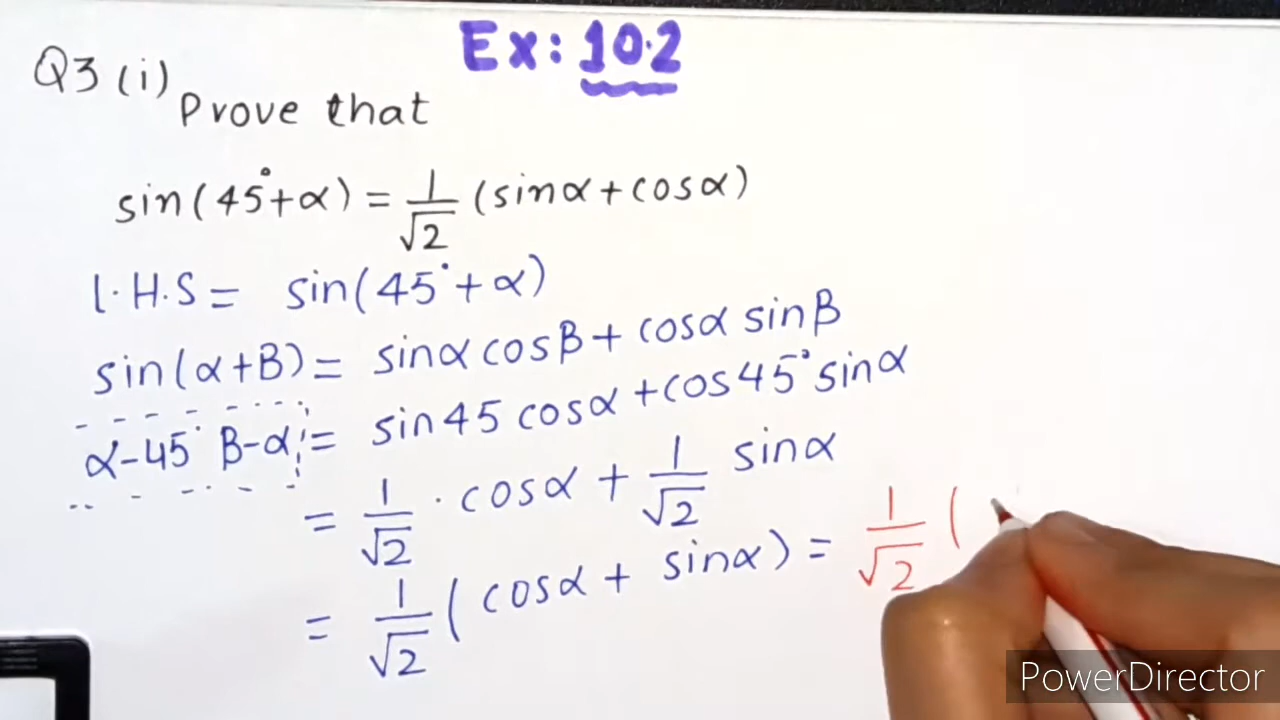 Ex: 10.2
Q3 (i) Prove that
sin(45°+α) = 1/√2 (sinα + cosα)
L.H.S = sin(45°+α)
sin(α+B) = sinα cosβ + cosα sinβ
α-45° β-α = sin45 cosα + cos45° sinα
= 1/√2 · cosα + 1/√2 sinα
= 1/√2 (cosα + sinα) = 1/√2 (
PowerDirector